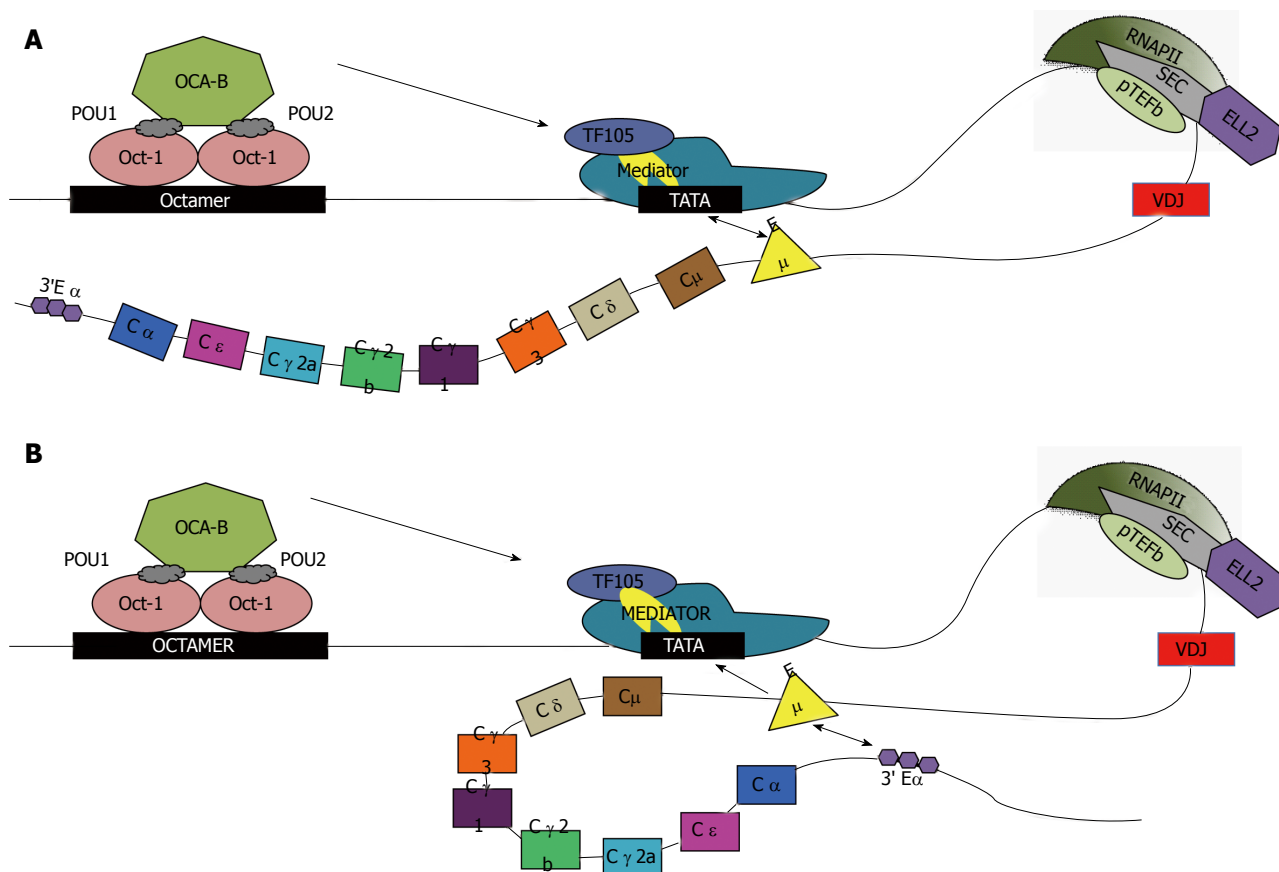 A
OCA-B
POU1
POU2
Oct-1
Oct-1
Octamer
TF105
Mediator
TATA
RNAPII
SEC
pTEFb
ELL2
VDJ
E
μ
Cμ
C δ
C γ
3
C γ
1
C γ 2
b
C γ 2a
C ε
C α
3'E α
B
OCA-B
POU1
POU2
Oct-1
Oct-1
OCTAMER
TF105
MEDIATOR
TATA
RNAPII
SEC
pTEFb
ELL2
VDJ
E
μ
Cμ
C δ
C γ
3
C γ
1
C γ 2
b
C γ 2a
C ε
C α
3' Eα